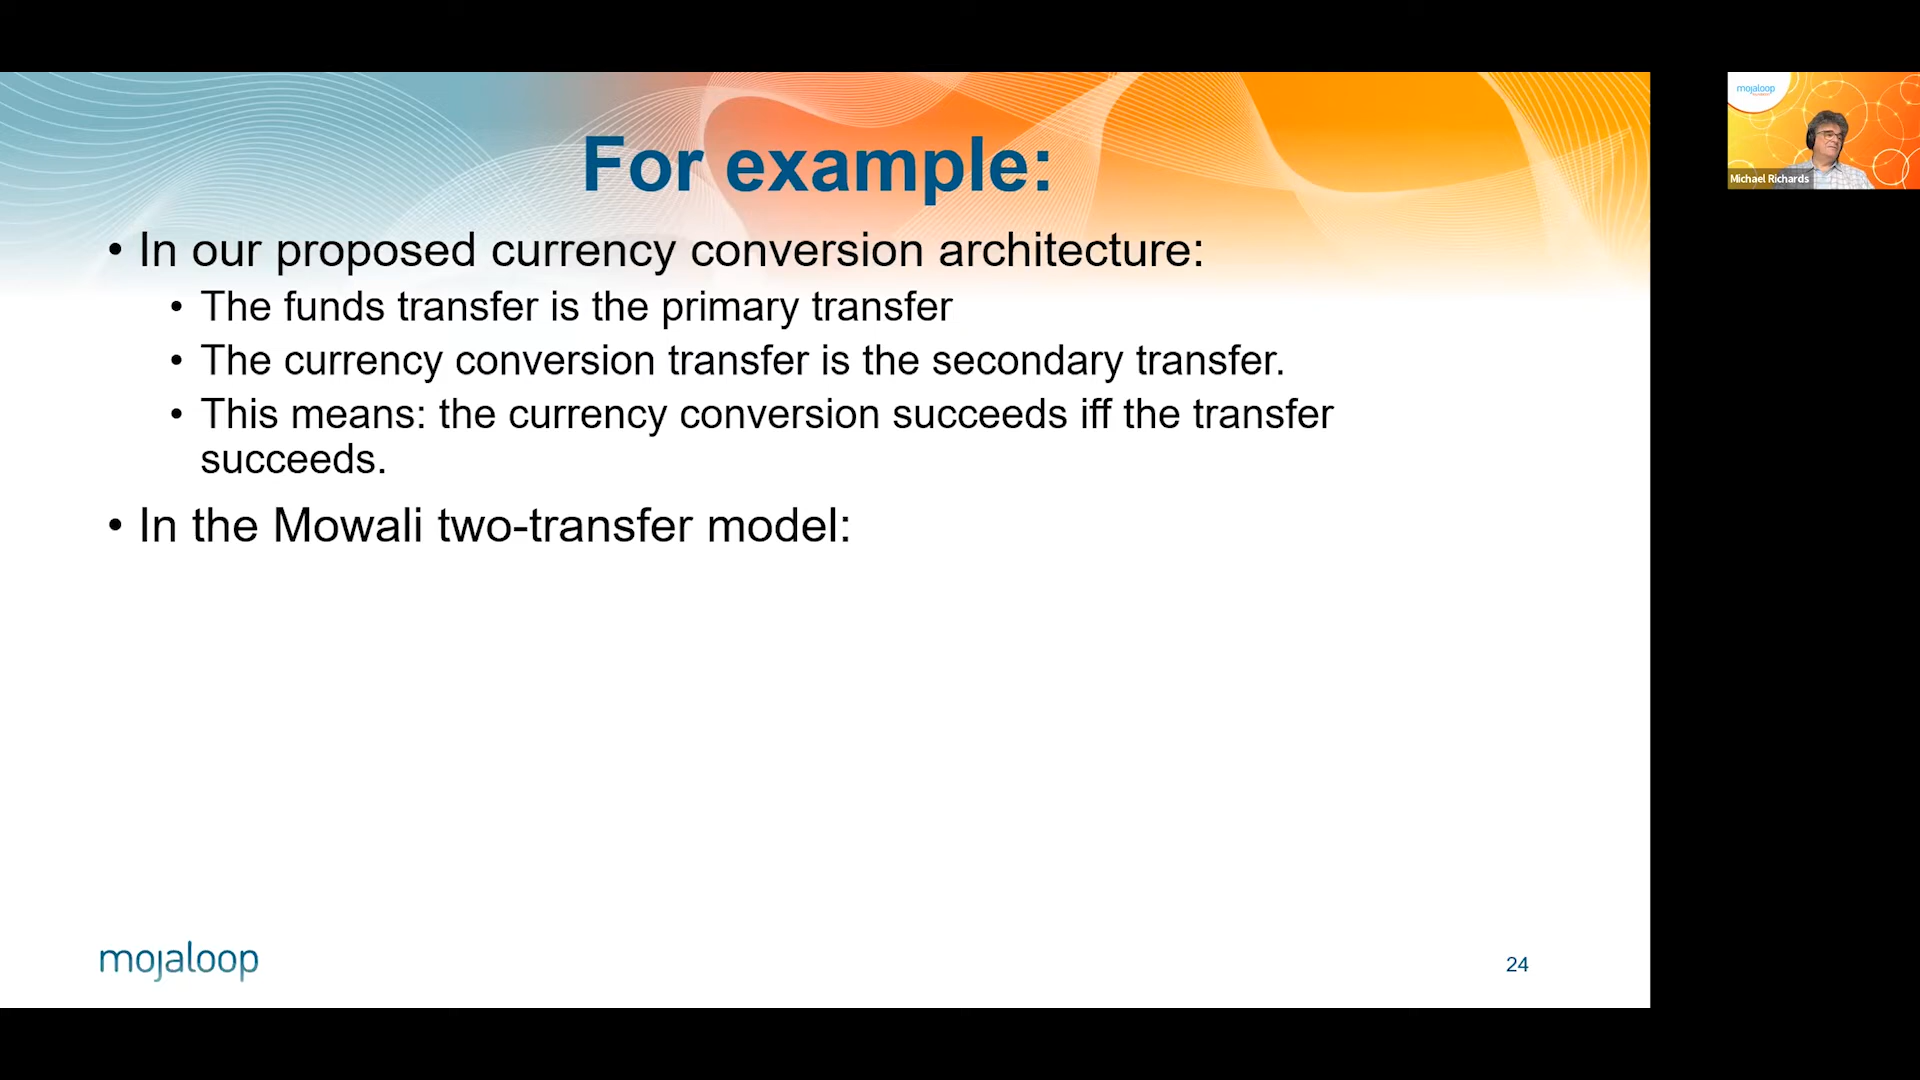 For example:
• In our proposed currency conversion architecture:
• The funds transfer is the primary transfer
• The currency conversion transfer is the secondary transfer.
• This means: the currency conversion succeeds iff the transfer
succeeds.
• In the Mowali two-transfer model:
mojaloop
24
mojaloop
Michael Richards